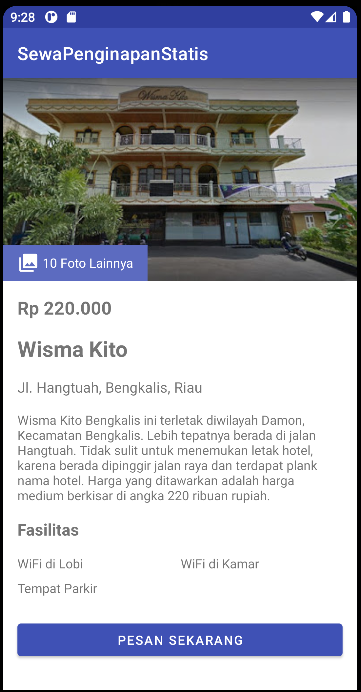 9:28
SewaPenginapanStatis
Wisma Kito
10 Foto Lainnya
Rp 220.000
Wisma Kito
Jl. Hangtuah, Bengkalis, Riau
Wisma Kito Bengkalis ini terletak diwilayah Damon,
Kecamatan Bengkalis. Lebih tepatnya berada di jalan
Hangtuah. Tidak sulit untuk menemukan letak hotel,
karena berada dipinggir jalan raya dan terdapat plank
nama hotel. Harga yang ditawarkan adalah harga
medium berkisar di angka 220 ribuan rupiah.
Fasilitas
WiFi di Lobi
WiFi di Kamar
Tempat Parkir
PESAN SEKARANG